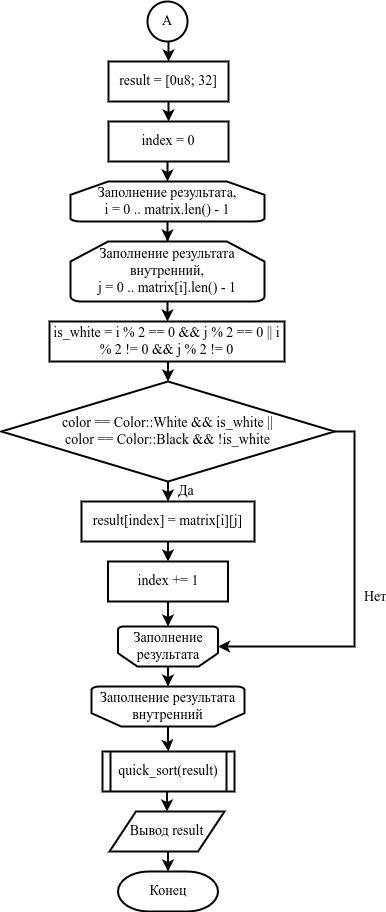 A
result = [0u8; 32]
index = 0
Заполнение результата,
i = 0 .. matrix.len() - 1
Заполнение результата
внутренний,
j = 0 .. matrix[i].len() - 1
is_white = i % 2 == 0 && j % 2 == 0 || i
% 2 != 0 && j % 2 != 0
color == Color::White && is_white ||
color == Color::Black && !is_white
Да
result[index] = matrix[i][j]
index += 1
Нет
Заполнение
результата
Заполнение результата
внутренний
quick_sort(result)
Вывод result
Конец